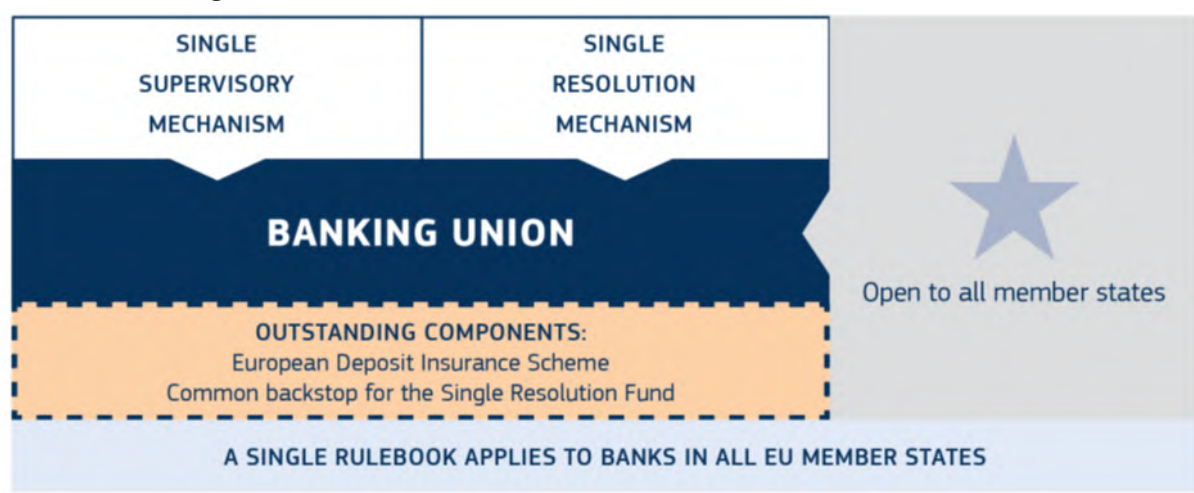 SINGLE
SUPERVISORY
MECHANISM
SINGLE
RESOLUTION
MECHANISM
BANKING UNION
Open to all member states
OUTSTANDING COMPONENTS:
European Deposit Insurance Scheme
Common backstop for the Single Resolution Fund
A SINGLE RULEBOOK APPLIES TO BANKS IN ALL EU MEMBER STATES